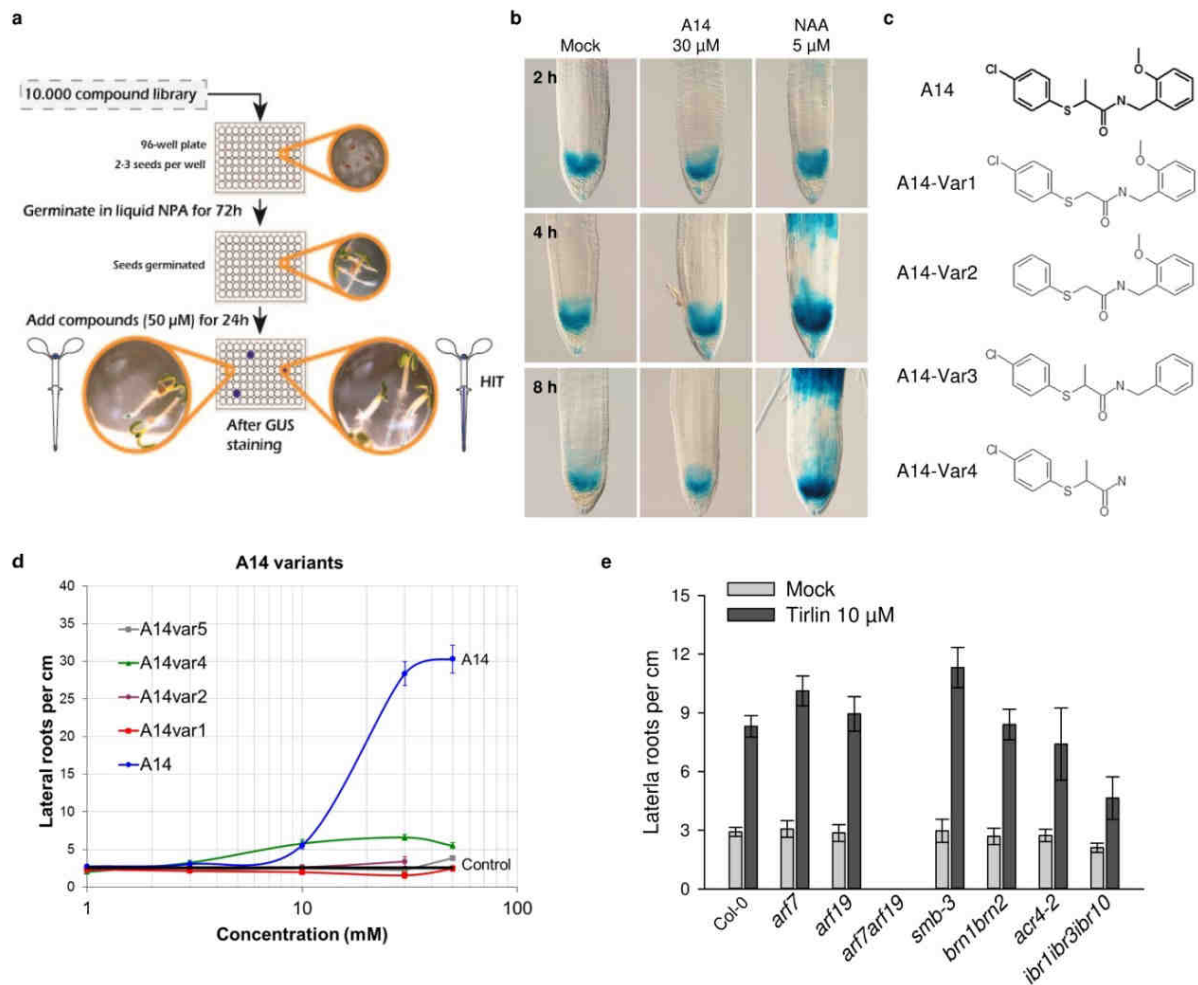 a
10.000 compound library
96-well plate
2-3 seeds per well
Germinate in liquid NPA for 72h
Seeds germinated
Add compounds (50 µM) for 24h
HIT
After GUS
staining
b
Mock
A14
30 µM
NAA
5 µM
2 h
4 h
8 h
c
A14
Cl
S
O
N
O
A14-Var1
Cl
S
O
N
O
A14-Var2
S
O
N
O
A14-Var3
Cl
S
O
N
A14-Var4
Cl
S
O
N
d
A14 variants
Lateral roots per cm
40
35
30
25
20
15
10
5
0
A14var5
A14var4
A14var2
A14var1
A14
A14
Control
1
10
100
Concentration (mM)
e
Mock
Tirlin 10 µM
Laterla roots per cm
15
12
9
6
3
0
Col-0
arf7
arf19
arf7arf19
smb-3
brn1brn2
acr4-2
ibr1ibr3ibr10